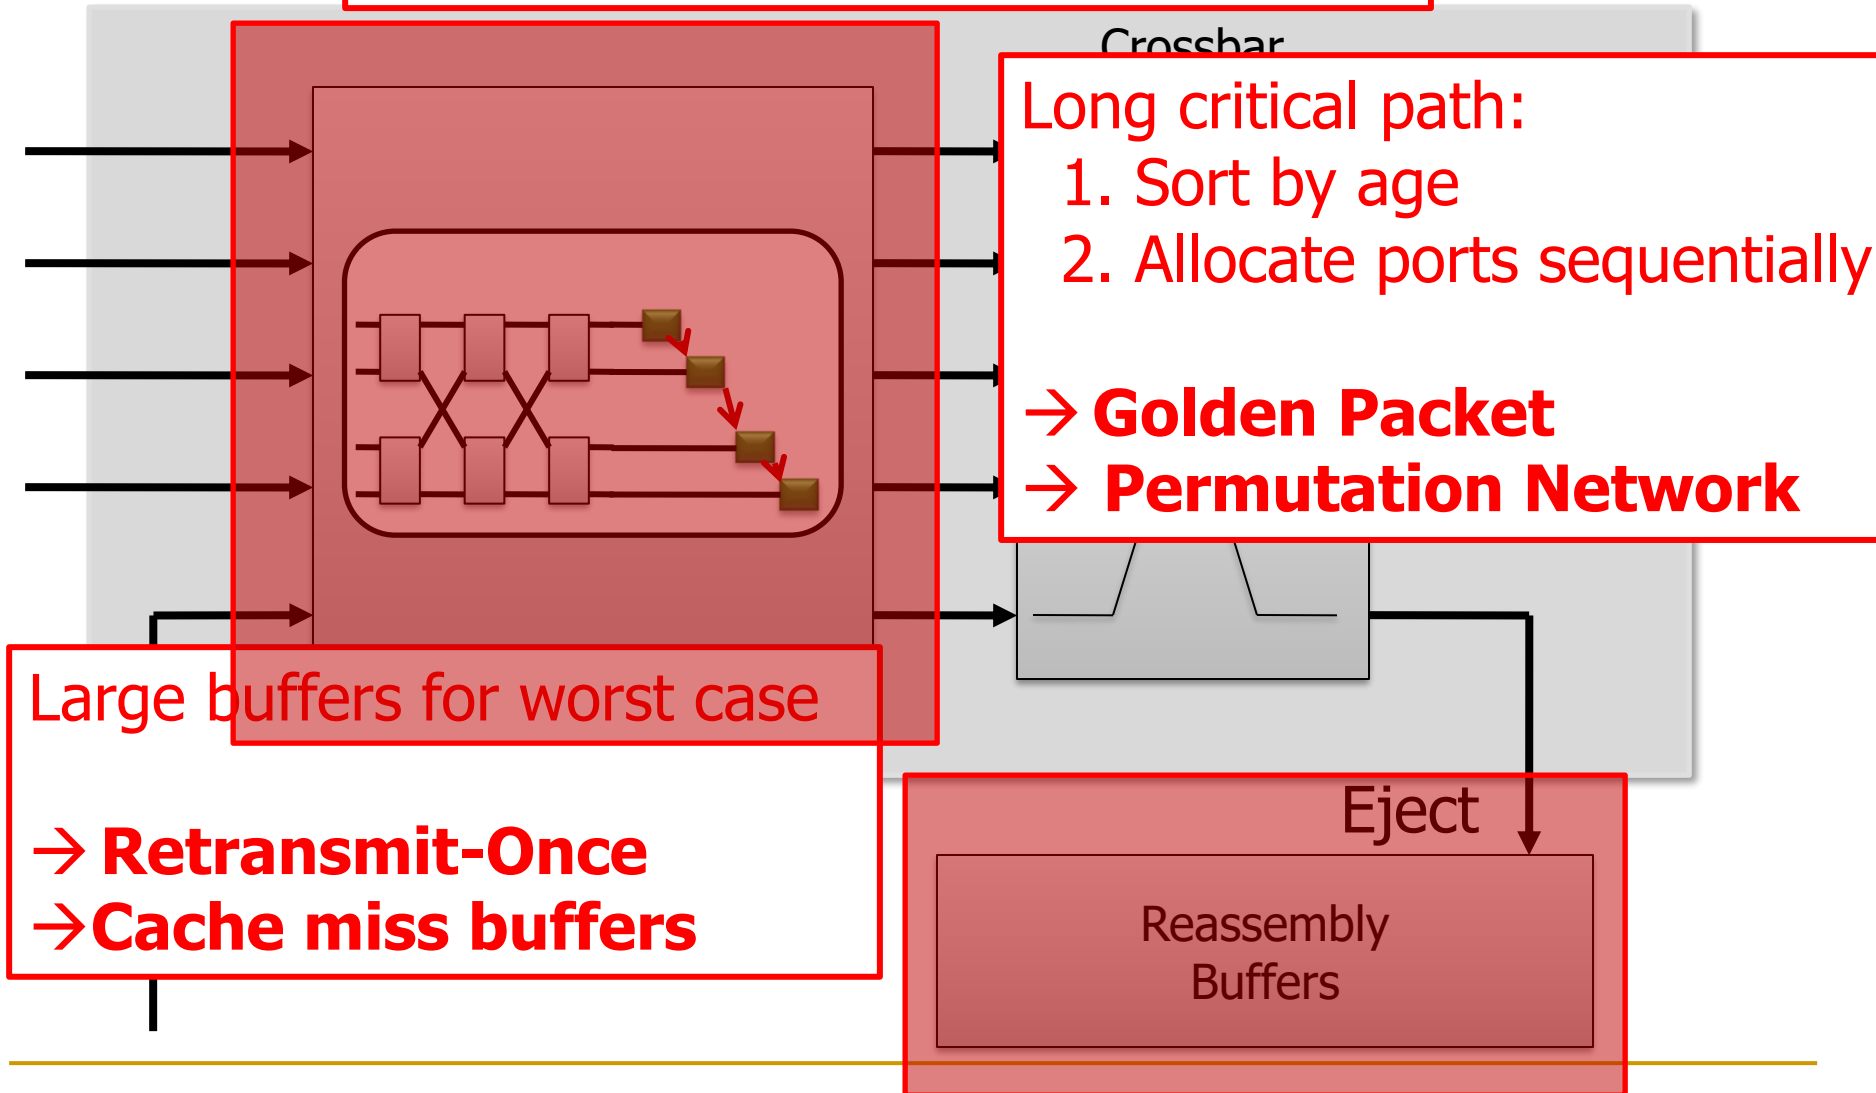 Crossbar
Long critical path:
1. Sort by age
2. Allocate ports sequentially
→ Golden Packet
→ Permutation Network
Large buffers for worst case
→ Retransmit-Once
→Cache miss buffers
Eject
Reassembly
Buffers